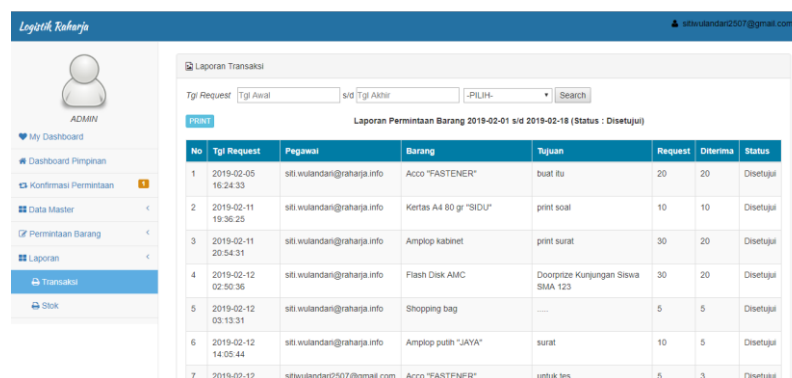 Logistik Raharja
sitiwulandari2507@gmail.com
ADMIN
My Dashboard
Dashboard Pimpinan
Konfirmasi Permintaan 1
Data Master
Permintaan Barang
Laporan
Transaksi
Stok
Laporan Transaksi
Tgl Request Tgl Awal s/d Tgl Akhir -PILIH- Search
PRINT Laporan Permintaan Barang 2019-02-01 s/d 2019-02-18 (Status : Disetujui)
No Tgl Request Pegawai Barang Tujuan Request Diterima Status
1 2019-02-05 siti.wulandari@raharja.info Acco "FASTENER" buat itu 20 20 Disetujui
16:24:33
2 2019-02-11 siti.wulandari@raharja.info Kertas A4 80 gr "SIDU" print soal 10 10 Disetujui
19:36:25
3 2019-02-11 siti.wulandari@raharja.info Amplop kabinet print surat 30 20 Disetujui
20:54:31
4 2019-02-12 siti.wulandari@raharja.info Flash Disk AMC Doorprize Kunjungan Siswa 30 20 Disetujui
02:50:36 SMA 123
5 2019-02-12 siti.wulandari@raharja.info Shopping bag ..... 5 5 Disetujui
03:13:31
6 2019-02-12 siti.wulandari@raharja.info Amplop putih "JAYA" surat 10 5 Disetujui
14:05:44
7 2019-02-12 sitiwulandari2507@gmail.com Acco "FASTENER" untuk tes 5 3 Disetujui